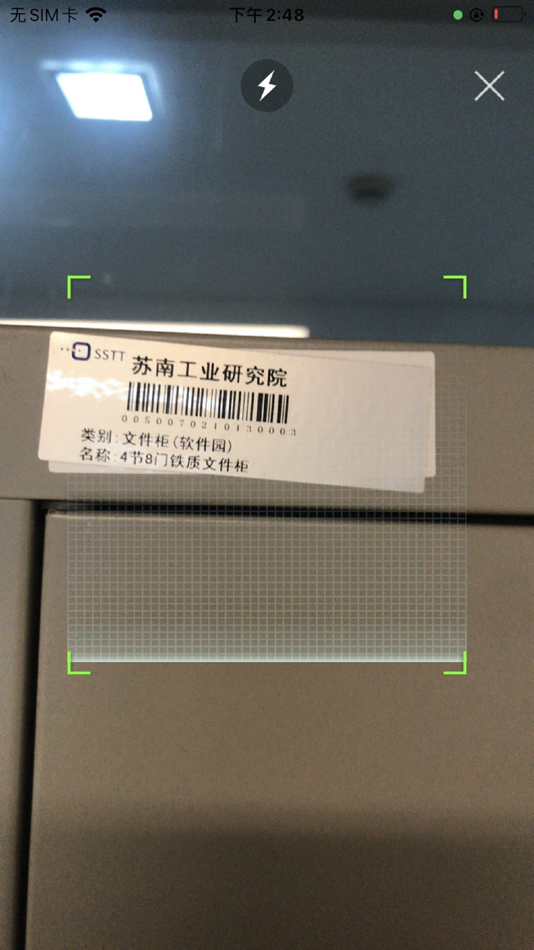 无SIM卡
下午2:48
SSTT
苏南工业研究院
0050070210130003
类别:文件柜(软件园)
名称:4节8门铁质文件柜